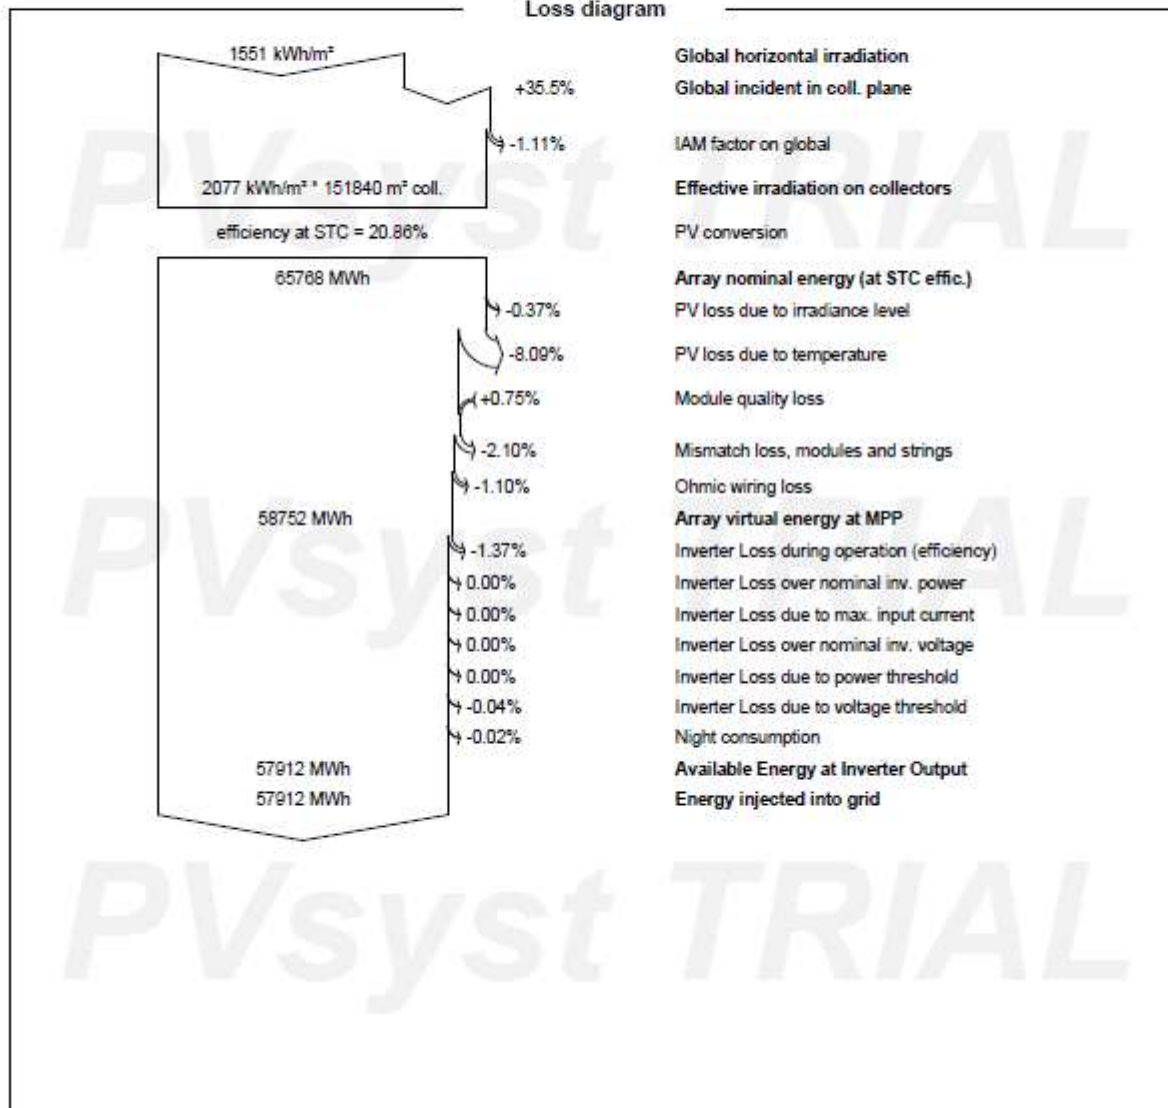 Loss diagram
1551 kWh/m² Global horizontal irradiation
+35.5% Global incident in coll. plane
-1.11% IAM factor on global
2077 kWh/m² * 151840 m² coll. Effective irradiation on collectors
efficiency at STC = 20.86% PV conversion
65768 MWh Array nominal energy (at STC effic.)
-0.37% PV loss due to irradiance level
-8.09% PV loss due to temperature
+0.75% Module quality loss
-2.10% Mismatch loss, modules and strings
-1.10% Ohmic wiring loss
58752 MWh Array virtual energy at MPP
-1.37% Inverter Loss during operation (efficiency)
0.00% Inverter Loss over nominal inv. power
0.00% Inverter Loss due to max. input current
0.00% Inverter Loss over nominal inv. voltage
0.00% Inverter Loss due to power threshold
-0.04% Inverter Loss due to voltage threshold
-0.02% Night consumption
57912 MWh Available Energy at Inverter Output
57912 MWh Energy injected into grid
PVsyst TRIAL
PVsyst TRIAL
PVsyst TRIAL